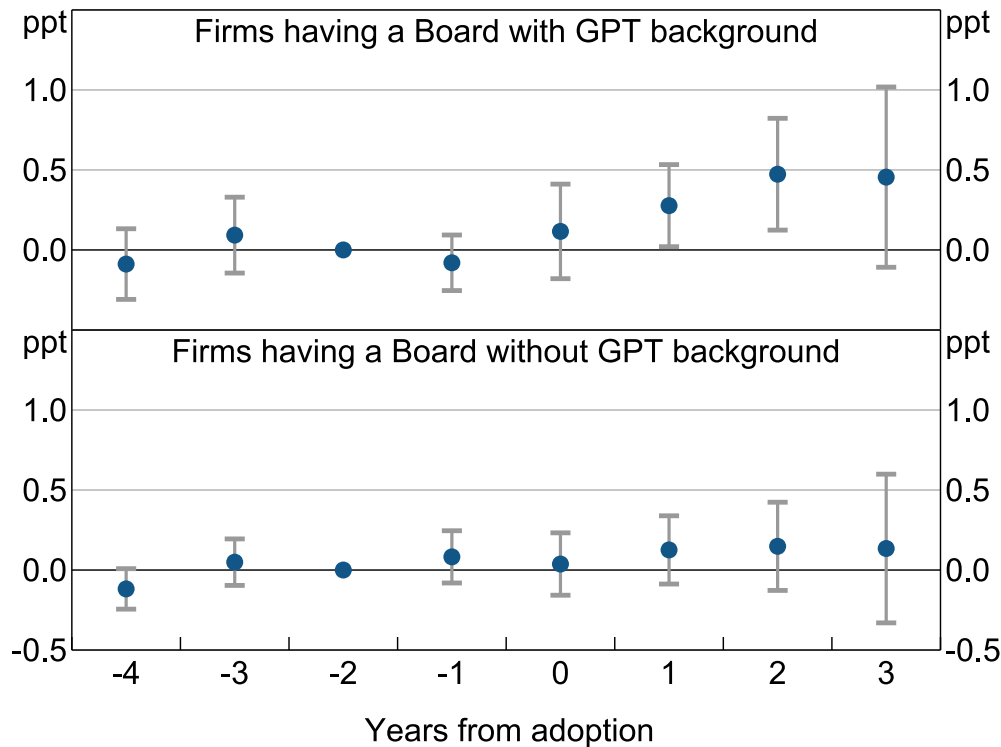 ppt ppt
Firms having a Board with GPT background
1.0 1.0
0.5 0.5
0.0 0.0
ppt ppt
Firms having a Board without GPT background
1.0 1.0
0.5 0.5
0.0 0.0
-0.5 -0.5
-4 -3 -2 -1 0 1 2 3
Years from adoption